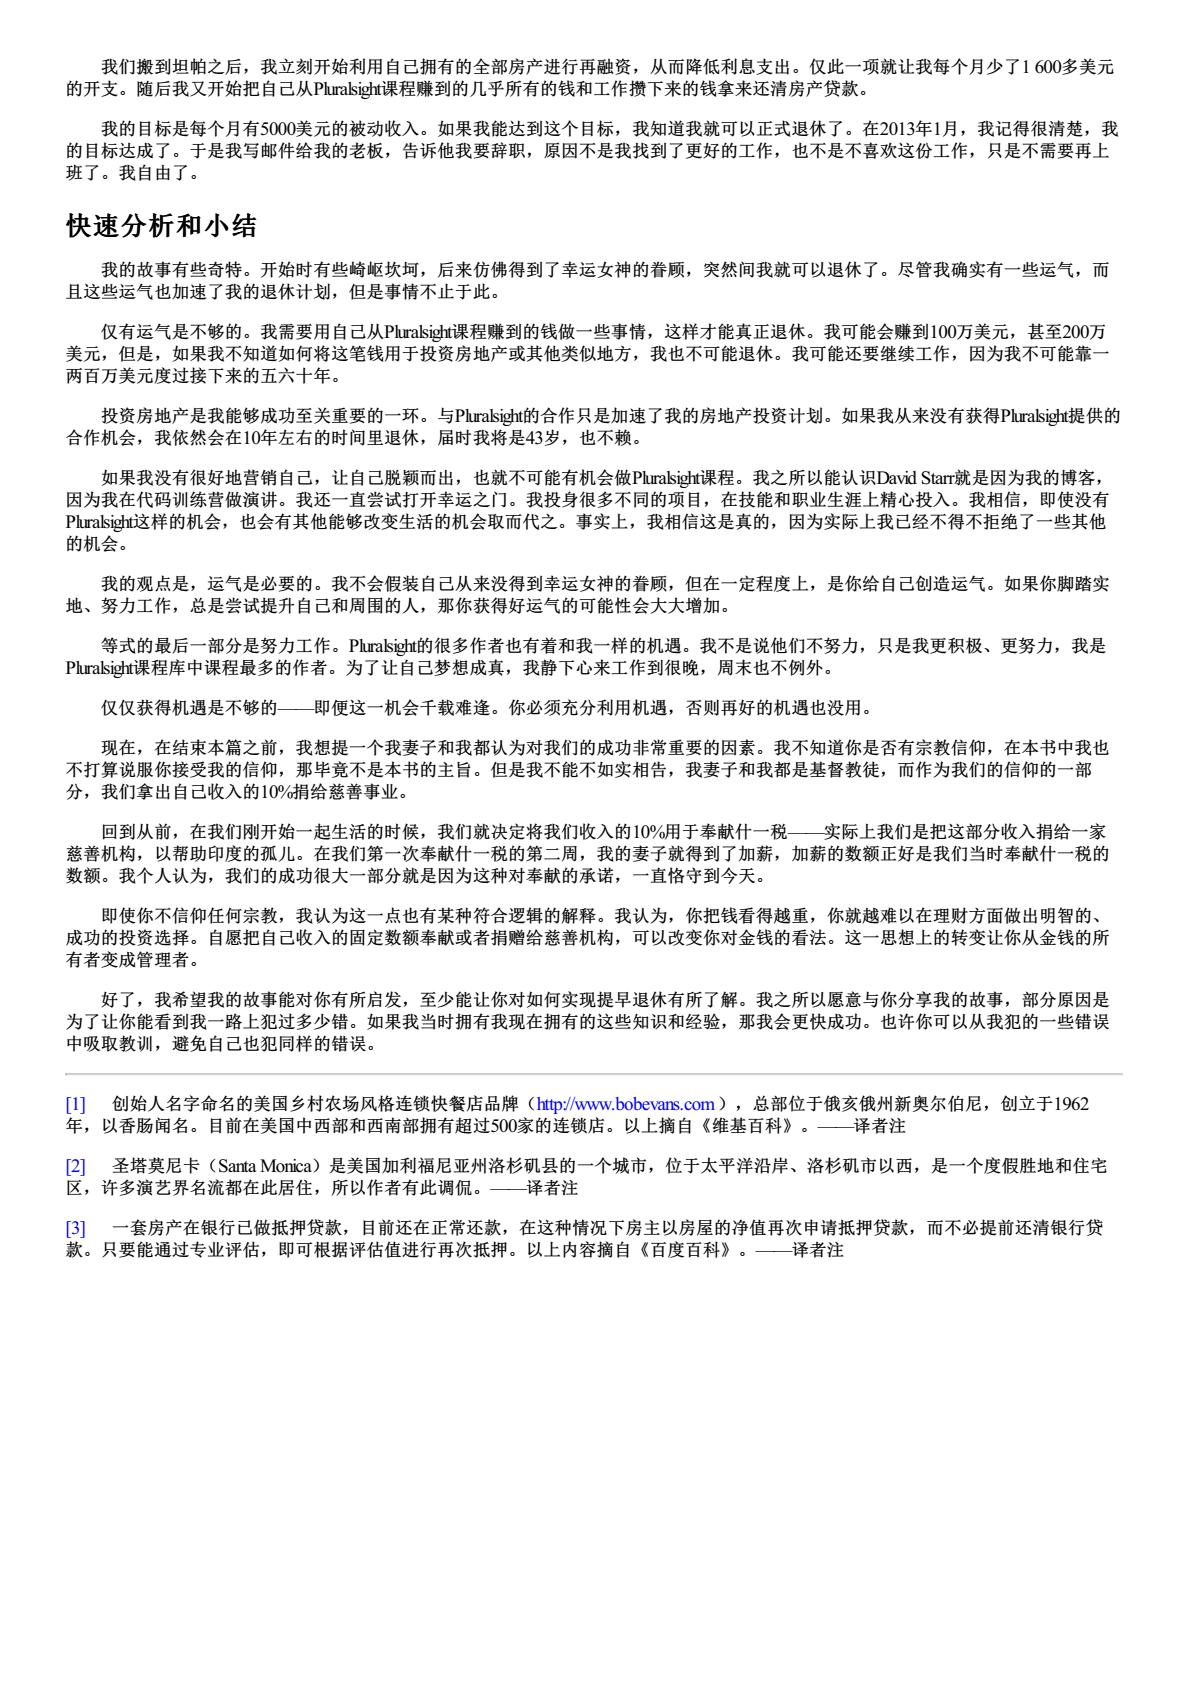 我们搬到坦帕之后，我立刻开始利用自己拥有的全部房产进行再融资，从而降低利息支出。仅此一项就让我每个月少了1 600多美元
的开支。随后我又开始把自己从Pluralsight课程赚到的几乎所有的钱和工作攒下来的钱拿来还清房产贷款。
我的目标是每个月有5000美元的被动收入。如果我能达到这个目标，我知道我就可以正式退休了。在2013年1月，我记得很清楚，我
的目标达成了。于是我写邮件给我的老板，告诉他我要辞职，原因不是我找到了更好的工作，也不是不喜欢这份工作，只是不需要再上
班了。我自由了。
快速分析和小结
我的故事有些奇特。开始时有些崎岖坎坷，后来仿佛得到了幸运女神的眷顾，突然间我就可以退休了。尽管我确实有一些运气，而
且这些运气也加速了我的退休计划，但是事情不止于此。
仅有运气是不够的。我需要用自己从Pluralsight课程赚到的钱做一些事情，这样才能真正退休。我可能会赚到100万美元，甚至200万
美元，但是，如果我不知道如何将这笔钱用于投资房地产或其他类似地方，我也不可能退休。我可能还要继续工作，因为我不可能靠一
两百万美元度过接下来的五六十年。
投资房地产是我能够成功至关重要的一环。与Pluralsight的合作只是加速了我的房地产投资计划。如果我从来没有获得Pluralsight提供的
合作机会，我依然会在10年左右的时间里退休，届时我将是43岁，也不赖。
如果我没有很好地营销自己，让自己脱颖而出，也就不可能有机会做Pluralsight课程。我之所以能认识David Starr就是因为我的博客，
因为我在代码训练营做演讲。我还一直尝试打开幸运之门。我投身很多不同的项目，在技能和职业生涯上精心投入。我相信，即使没有
Pluralsight这样的机会，也会有其他能够改变生活的机会取而代之。事实上，我相信这是真的，因为实际上我已经不得不拒绝了一些其他
的机会。
我的观点是，运气是必要的。我不会假装自己从来没得到幸运女神的眷顾，但在一定程度上，是你给自己创造运气。如果你脚踏实
地、努力工作，总是尝试提升自己和周围的人，那你获得好运气的可能性会大大增加。
等式的最后一部分是努力工作。Pluralsight的很多作者也有着和我一样的机遇。我不是说他们不努力，只是我更积极、更努力，我是
Pluralsight课程库中课程最多的作者。为了让自己梦想成真，我静下心来工作到很晚，周末也不例外。
仅仅获得机遇是不够的——即便这一机会千载难逢。你必须充分利用机遇，否则再好的机遇也没用。
现在，在结束本篇之前，我想提一个我妻子和我都认为对我们的成功非常重要的因素。我不知道你是否有宗教信仰，在本书中我也
不打算说服你接受我的信仰，那毕竟不是本书的主旨。但是我不能不如实相告，我妻子和我都是基督教徒，而作为我们的信仰的一部
分，我们拿出自己收入的10%捐给慈善事业。
回到从前，在我们刚开始一起生活的时候，我们就决定将我们收入的10%用于奉献什一税——实际上我们是把这部分收入捐给一家
慈善机构，以帮助印度的孤儿。在我们第一次奉献什一税的第二周，我的妻子就得到了加薪，加薪的数额正好是我们当时奉献什一税的
数额。我个人认为，我们的成功很大一部分就是因为这种对奉献的承诺，一直恪守到今天。
即使你不信仰任何宗教，我认为这一点也有某种符合逻辑的解释。我认为，你把钱看得越重，你就越难以在理财方面做出明智的、
成功的投资选择。自愿把自己收入的固定数额奉献或者捐赠给慈善机构，可以改变你对金钱的看法。这一思想上的转变让你从金钱的所
有者变成管理者。
好了，我希望我的故事能对你有所启发，至少能让你对如何实现提早退休有所了解。我之所以愿意与你分享我的故事，部分原因是
为了让你能看到我一路上犯过多少错。如果我当时拥有我现在拥有的这些知识和经验，那我会更快成功。也许你可以从我犯的一些错误
中吸取教训，避免自己也犯同样的错误。
[1] 创始人名字命名的美国乡村农场风格连锁快餐店品牌（http://www.bobevans.com），总部位于俄亥俄州新奥尔伯尼，创立于1962
年，以香肠闻名。目前在美国中西部和西南部拥有超过500家的连锁店。以上摘自《维基百科》。——译者注
[2] 圣塔莫尼卡（Santa Monica）是美国加利福尼亚州洛杉矶县的一个城市，位于太平洋沿岸、洛杉矶市以西，是一个度假胜地和住宅
区，许多演艺界名流都在此居住，所以作者有此调侃。——译者注
[3] 一套房产在银行已做抵押贷款，目前还在正常还款，在这种情况下房主以房屋的净值再次申请抵押贷款，而不必提前还清银行贷
款。只要能通过专业评估，即可根据评估值进行再次抵押。以上内容摘自《百度百科》。——译者注